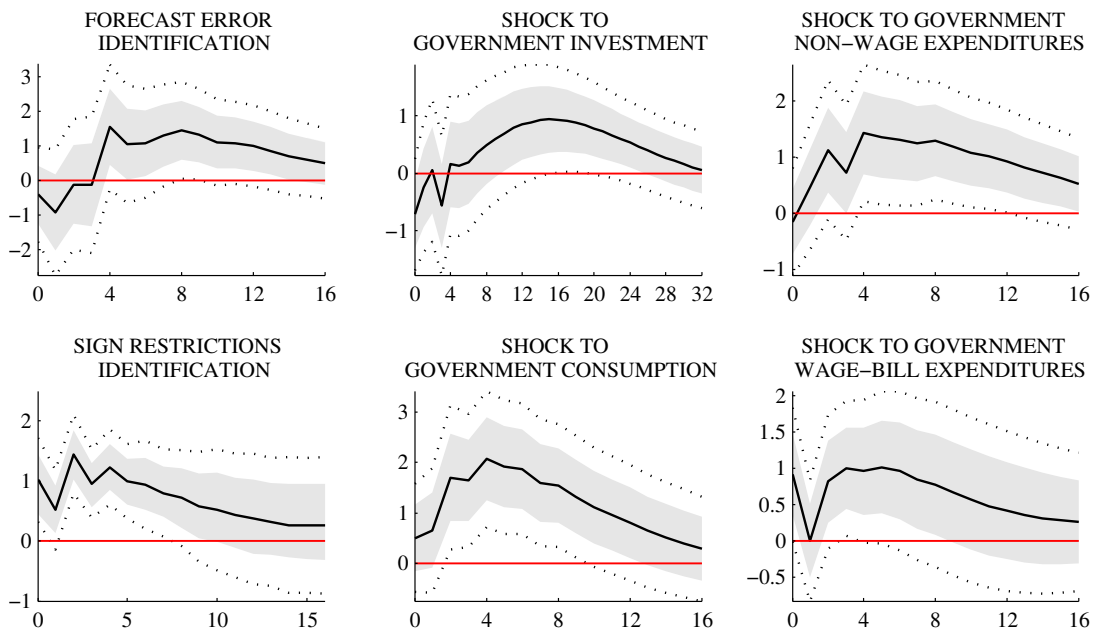 FORECAST ERROR
IDENTIFICATION
3
2
1
0
−1
−2
0 4 8 12 16
SHOCK TO
GOVERNMENT INVESTMENT
1
0
−1
0 4 8 12 16 20 24 28 32
SHOCK TO GOVERNMENT
NON−WAGE EXPENDITURES
2
1
0
−1
0 4 8 12 16
SIGN RESTRICTIONS
IDENTIFICATION
2
1
0
−1
0 5 10 15
SHOCK TO
GOVERNMENT CONSUMPTION
3
2
1
0
0 4 8 12 16
SHOCK TO GOVERNMENT
WAGE−BILL EXPENDITURES
2
1.5
1
0.5
0
−0.5
0 4 8 12 16